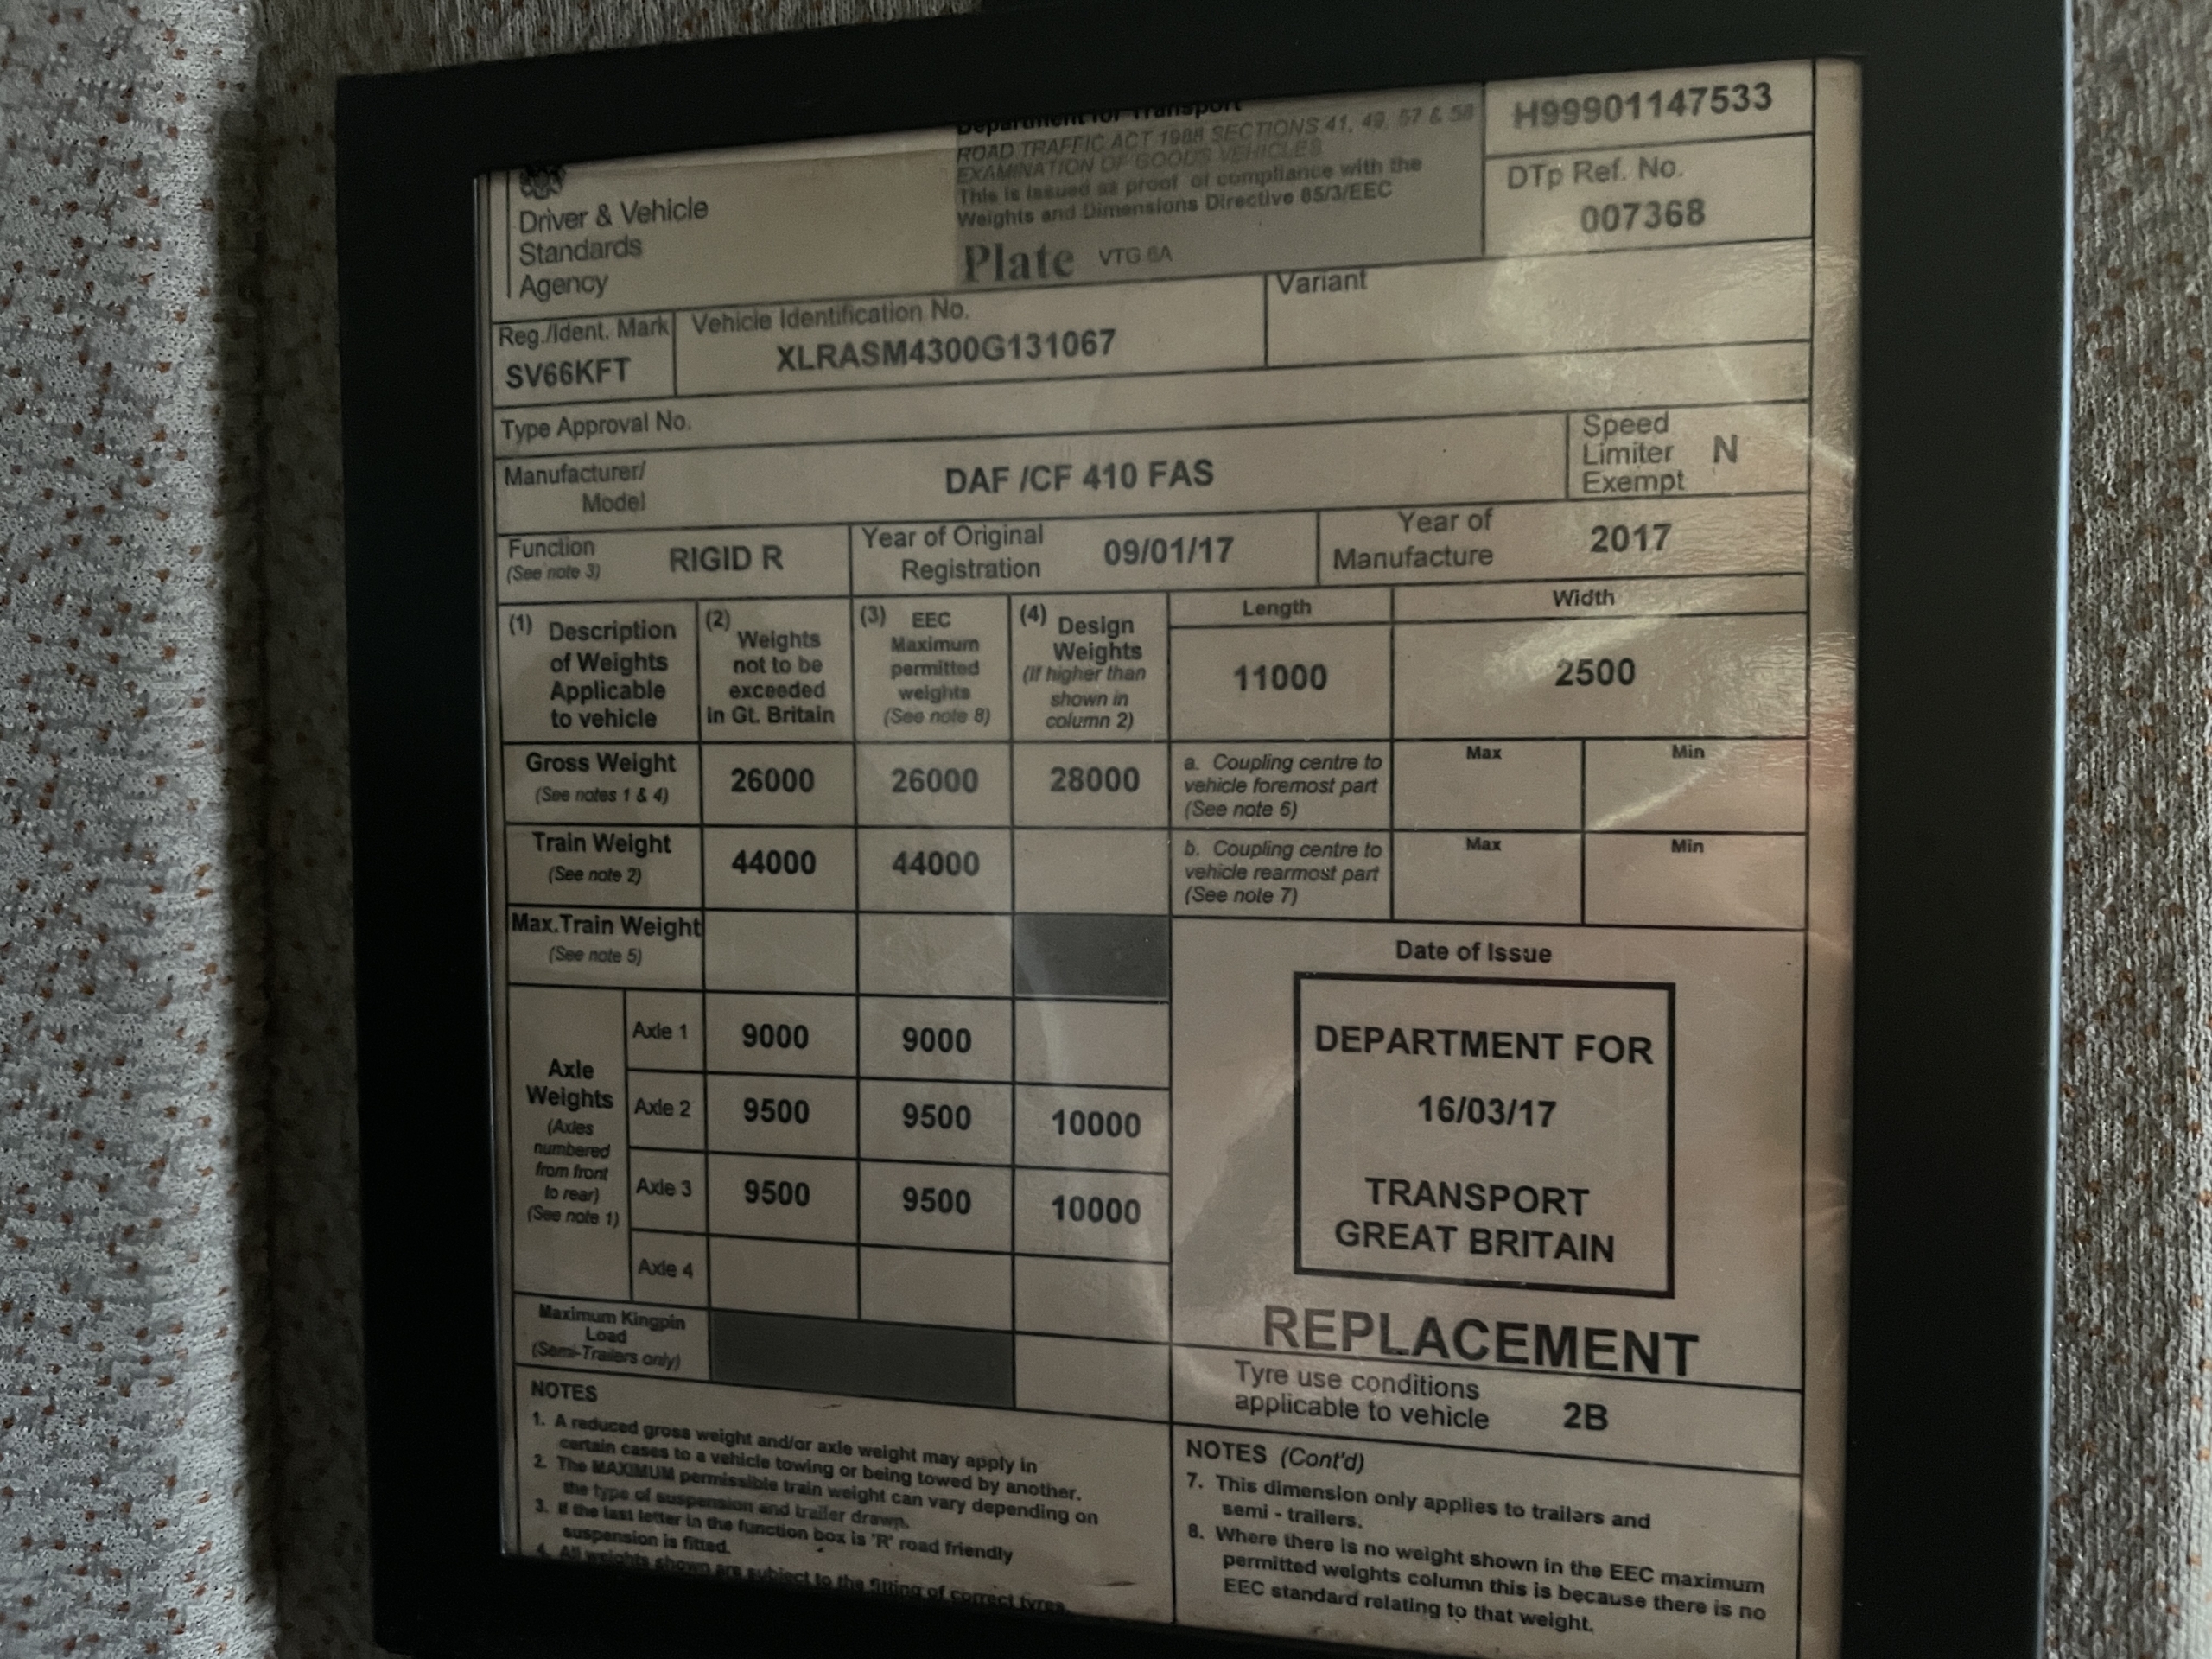 Department for Transport
ROAD TRAFFIC ACT 1988 SECTIONS 41, 49, 57 & 58
EXAMINATION OF GOODS VEHICLES
This is issued as proof of compliance with the
Weights and Dimensions Directive 85/3/EEC
Plate VTG 6A
H99901147533
DTp Ref. No.
007368
Driver & Vehicle
Standards
Agency
Reg./Ident. Mark
SV66KFT
Vehicle Identification No.
XLRASM4300G131067
Variant
Type Approval No.
Manufacturer/
Model
DAF /CF 410 FAS
Speed
Limiter
Exempt
N
Function
(See note 3)
RIGID R
Year of Original
Registration
09/01/17
Year of
Manufacture
2017
(1) Description
of Weights
Applicable
to vehicle
(2) Weights
not to be
exceeded
in Gt. Britain
(3) EEC
Maximum
permitted
weights
(See note 8)
(4) Design
Weights
(If higher than
shown in
column 2)
Length
11000
Width
2500
Gross Weight
(See notes 1 & 4)
26000
26000
28000
a. Coupling centre to
vehicle foremost part
(See note 6)
Max
Min
Train Weight
(See note 2)
44000
44000
b. Coupling centre to
vehicle rearmost part
(See note 7)
Max
Min
Max.Train Weight
(See note 5)
Axle
Weights
(Axles
numbered
from front
to rear)
(See note 1)
Axle 1
9000
9000
Axle 2
9500
9500
10000
Axle 3
9500
9500
10000
Axle 4
Maximum Kingpin
Load
(Semi-Trailers only)
Date of Issue
DEPARTMENT FOR
16/03/17
TRANSPORT
GREAT BRITAIN
REPLACEMENT
Tyre use conditions
applicable to vehicle
2B
NOTES
1. A reduced gross weight and/or axle weight may apply in
certain cases to a vehicle towing or being towed by another.
2. The MAXIMUM permissible train weight can vary depending on
the type of suspension and trailer drawn.
3. If the last letter in the function box is 'R' road friendly
suspension is fitted.
4. All weights shown are subject to the fitting of correct tyres.
NOTES (Cont'd)
7. This dimension only applies to trailers and
semi - trailers.
8. Where there is no weight shown in the EEC maximum
permitted weights column this is because there is no
EEC standard relating to that weight.